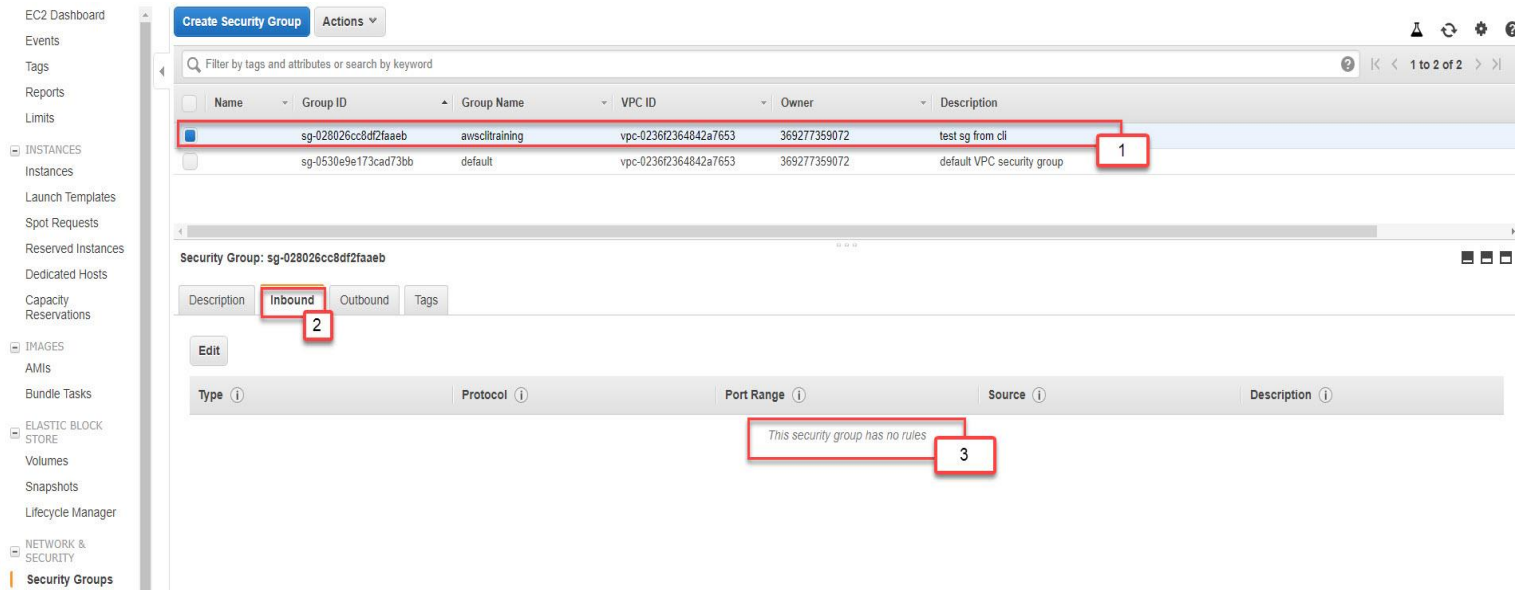 EC2 Dashboard
Events
Tags
Reports
Limits
INSTANCES
Instances
Launch Templates
Spot Requests
Reserved Instances
Dedicated Hosts
Capacity
Reservations
IMAGES
AMIs
Bundle Tasks
ELASTIC BLOCK
STORE
Volumes
Snapshots
Lifecycle Manager
NETWORK &
SECURITY
Security Groups
Create Security Group Actions
Filter by tags and attributes or search by keyword 1 to 2 of 2
Name Group ID Group Name VPC ID Owner Description
sg-028026cc8df2faaeb awsclitraining vpc-0236f2364842a7653 369277359072 test sg from cli
1
sg-0530e9e173cad73bb default vpc-0236f2364842a7653 369277359072 default VPC security group
Security Group: sg-028026cc8df2faaeb
Description Inbound Outbound Tags
2
Edit
Type Protocol Port Range Source Description
This security group has no rules
3